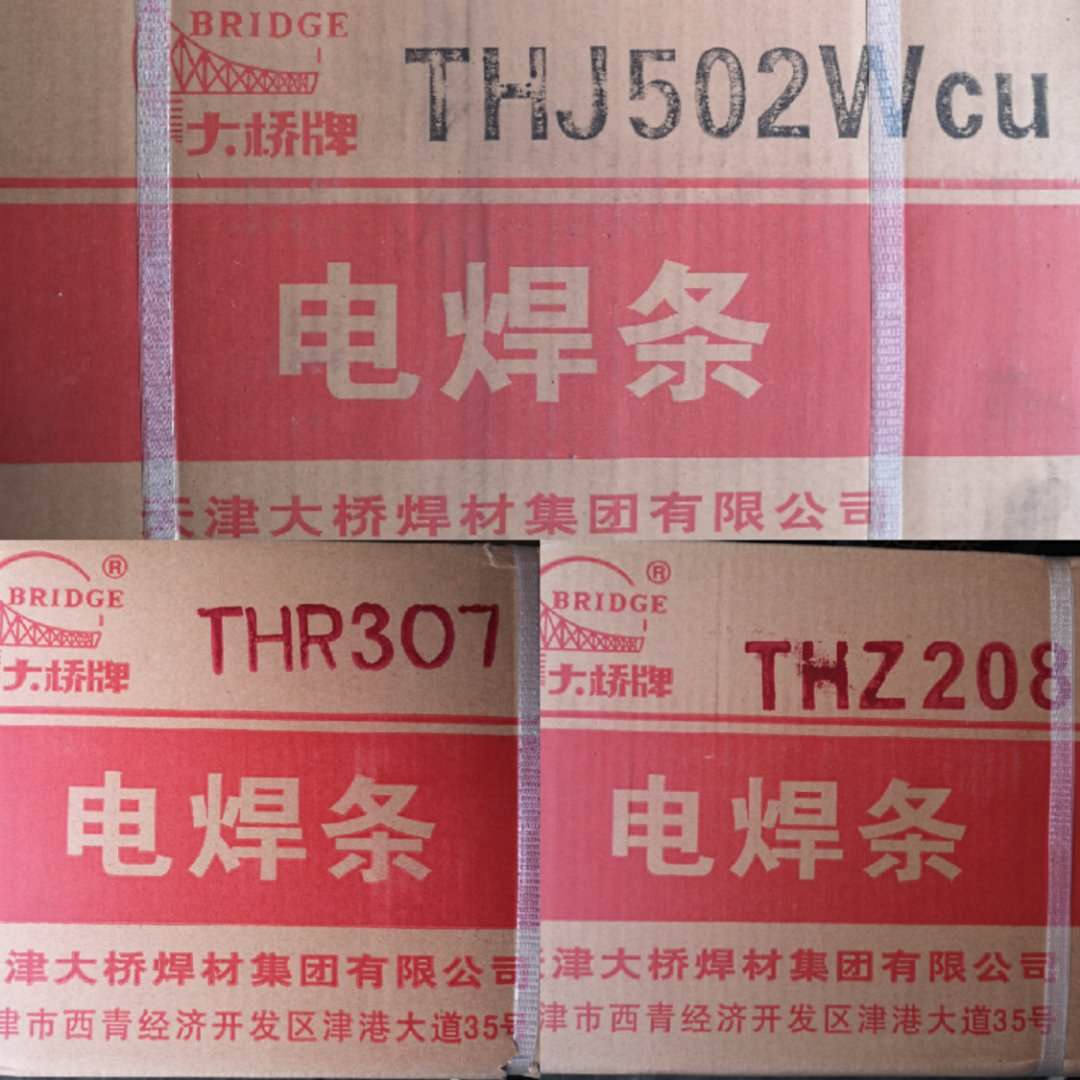 BRIDGE
大桥牌
THJ502Wcu
电焊条
天津大桥焊材集团有限公司
®
BRIDGE
大桥牌
THR307
电焊条
津大桥焊材集团有限公司
津市西青经济开发区津港大道35号
®
BRIDGE
大桥牌
THZ208
电焊条
津大桥焊材集团有限公司
津市西青经济开发区津港大道35号